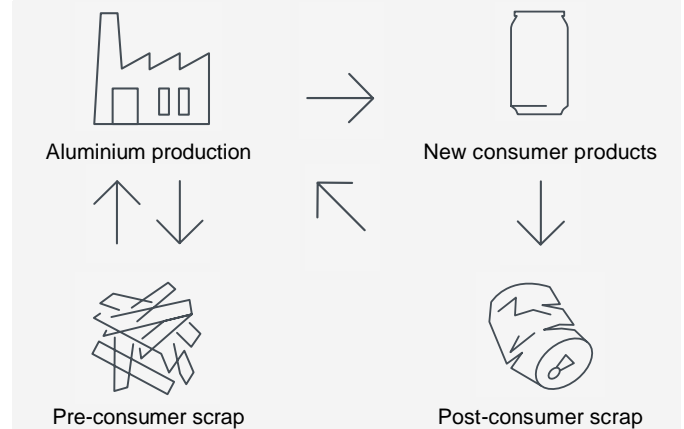 Aluminium production
New consumer products
Pre-consumer scrap
Post-consumer scrap